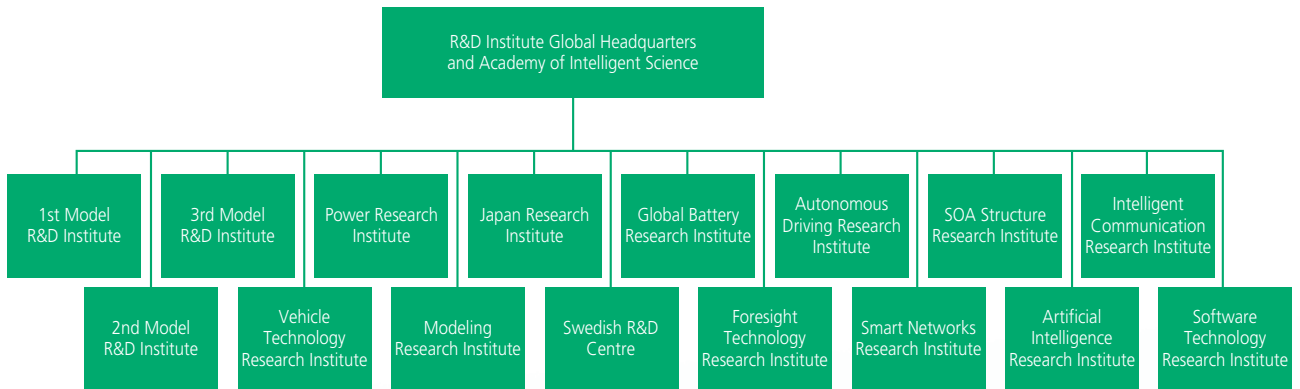 R&D Institute Global Headquarters
and Academy of Intelligent Science
1st Model
R&D Institute
3rd Model
R&D Institute
Power Research
Institute
Japan Research
Institute
Global Battery
Research Institute
Autonomous
Driving Research
Institute
SOA Structure
Research Institute
Intelligent
Communication
Research Institute
2nd Model
R&D Institute
Vehicle
Technology
Research Institute
Modeling
Research Institute
Swedish R&D
Centre
Foresight
Technology
Research Institute
Smart Networks
Research Institute
Artificial
Intelligence
Research Institute
Software
Technology
Research Institute